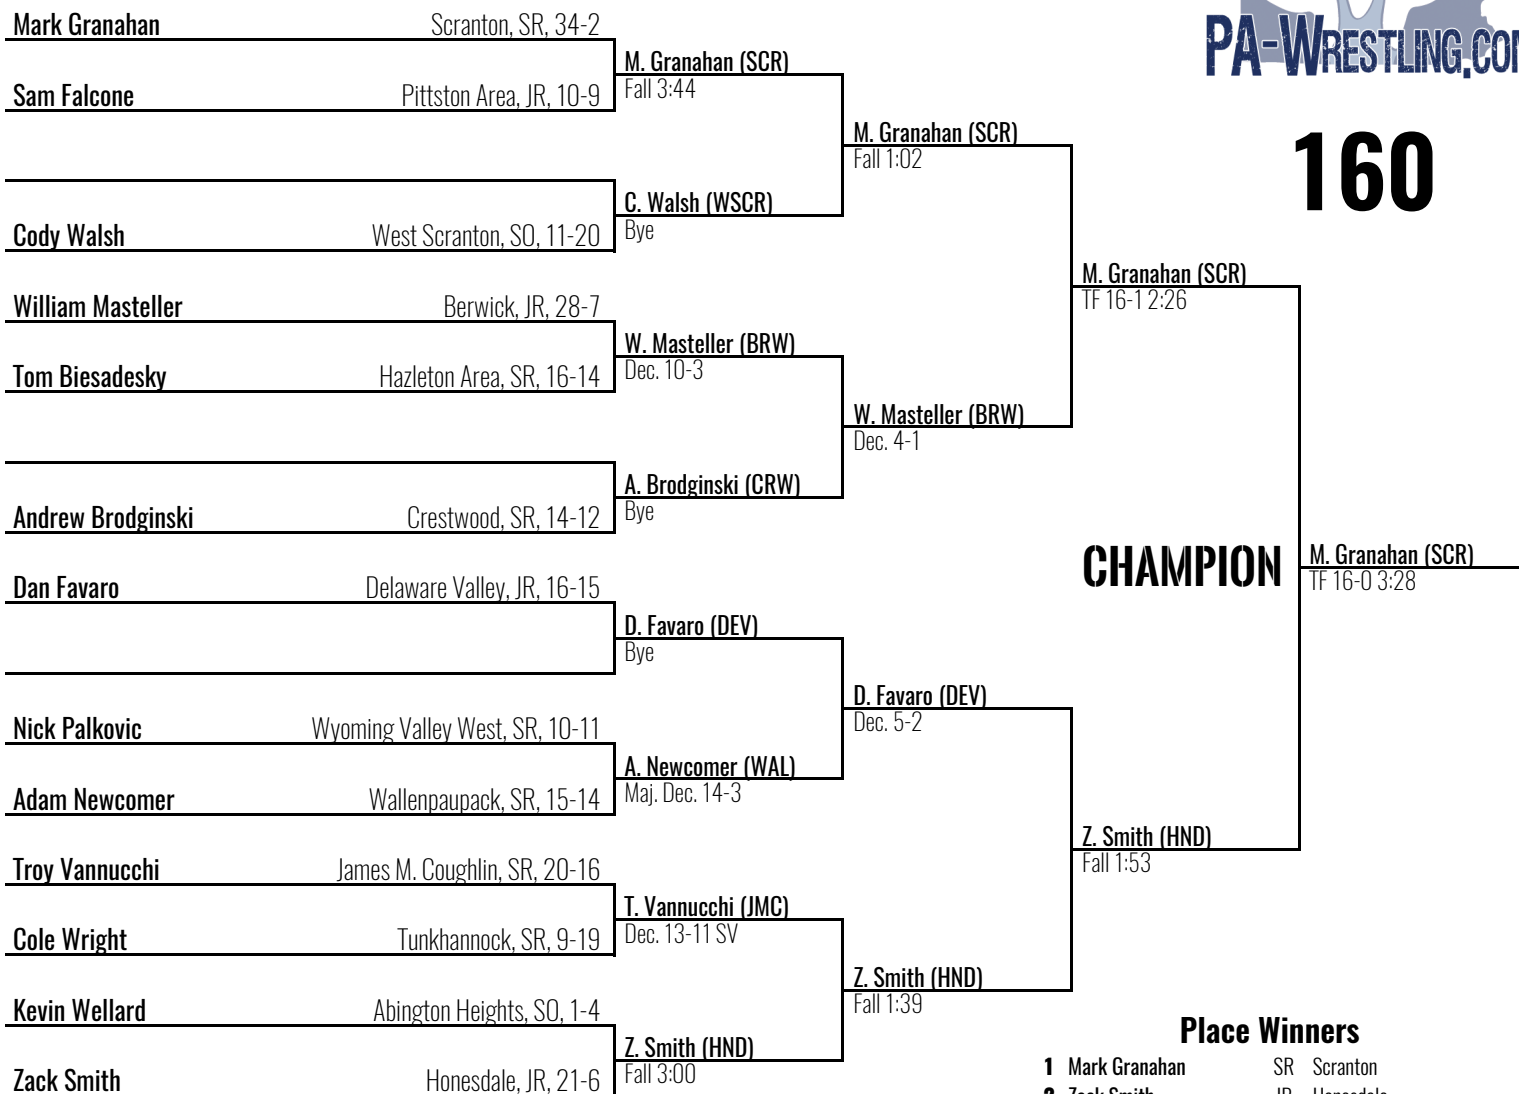 Mark Granahan Scranton, SR, 34-2
M. Granahan (SCR)
Fall 3:44
Sam Falcone Pittston Area, JR, 10-9
M. Granahan (SCR)
Fall 1:02
C. Walsh (WSCR)
Bye
Cody Walsh West Scranton, SO, 11-20
PA-WRESTLING.COM
160
M. Granahan (SCR)
TF 16-1 2:26
William Masteller Berwick, JR, 28-7
W. Masteller (BRW)
Dec. 10-3
Tom Biesadesky Hazleton Area, SR, 16-14
W. Masteller (BRW)
Dec. 4-1
A. Brodginski (CRW)
Bye
Andrew Brodginski Crestwood, SR, 14-12
CHAMPION
M. Granahan (SCR)
TF 16-0 3:28
Dan Favaro Delaware Valley, JR, 16-15
D. Favaro (DEV)
Bye
D. Favaro (DEV)
Dec. 5-2
Nick Palkovic Wyoming Valley West, SR, 10-11
A. Newcomer (WAL)
Maj. Dec. 14-3
Adam Newcomer Wallenpaupack, SR, 15-14
Z. Smith (HND)
Fall 1:53
Troy Vannucchi James M. Coughlin, SR, 20-16
T. Vannucchi (JMC)
Dec. 13-11 SV
Cole Wright Tunkhannock, SR, 9-19
Z. Smith (HND)
Fall 1:39
Kevin Wellard Abington Heights, SO, 1-4
Z. Smith (HND)
Fall 3:00
Zack Smith Honesdale, JR, 21-6
Place Winners
1 Mark Granahan SR Scranton
2 Zack Smith JR Honesdale